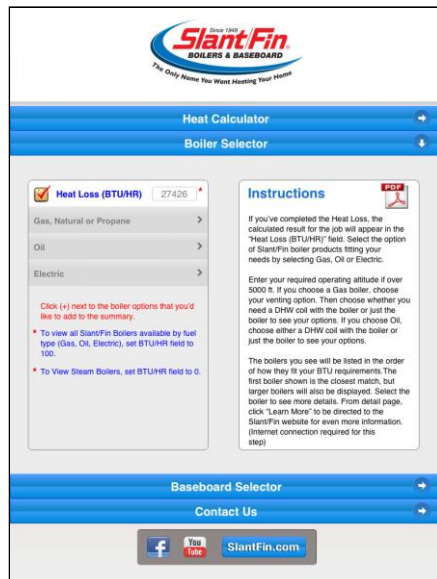 Since 1949
Slant/Fin®
BOILERS & BASEBOARD
The Only Name You Want Heating Your Home
Heat Calculator
Boiler Selector
Heat Loss (BTU/HR) 27426 *
Gas, Natural or Propane
Oil
Electric
Click (+) next to the boiler options that you'd
like to add to the summary.
* To view all Slant/Fin Boilers available by fuel
type (Gas, Oil, Electric), set BTU/HR field to
100.
* To View Steam Boilers, set BTU/HR field to 0.
Instructions
PDF
If you've completed the Heat Loss, the
calculated result for the job will appear in the
"Heat Loss (BTU/HR)" field. Select the option
of Slant/Fin boiler products fitting your
needs by selecting Gas, Oil or Electric.
Enter your required operating altitude if over
5000 ft. If you choose a Gas boiler, choose
your venting option. Then choose whether you
need a DHW coil with the boiler or just the
boiler to see your options. If you choose Oil,
choose either a DHW coil with the boiler or
just the boiler to see your options.
The boilers you see will be listed in the order
of how they fit your BTU requirements.The
first boiler shown is the closest match, but
larger boilers will also be displayed. Select the
boiler to see more details. From detail page,
click "Learn More" to be directed to the
Slant/Fin website for even more information.
(Internet connection required for this
step)
Baseboard Selector
Contact Us
f
You
Tube
SlantFin.com